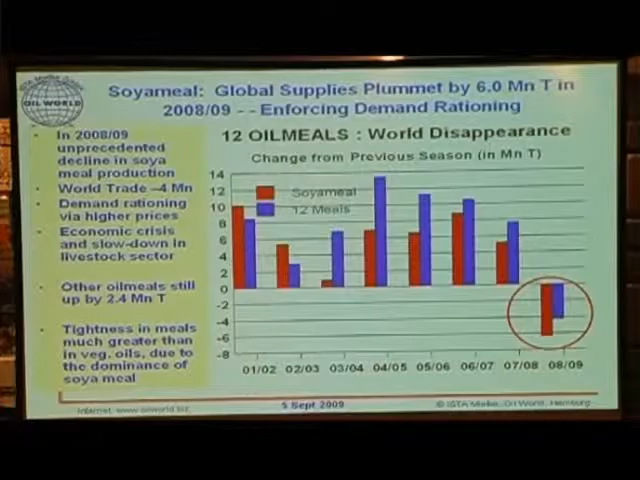 OIL WORLD
Soyameal: Global Supplies Plummet by 6.0 Mn T in
2008/09 - - Enforcing Demand Rationing
• In 2008/09
unprecedented
decline in soya
meal production
• World Trade –4 Mn
• Demand rationing
via higher prices
• Economic crisis
and slow-down in
livestock sector
• Other oilmeals still
up by 2.4 Mn T
• Tightness in meals
much greater than
in veg. oils, due to
the dominance of
soya meal
12 OILMEALS : World Disappearance
Change from Previous Season (in Mn T)
Soyameal
12 Meals
14
12
10
8
6
4
2
0
-2
-4
-6
-8
01/02 02/03 03/04 04/05 05/06 06/07 07/08 08/09
Internet: www.oilworld.biz
5 Sept 2009
© ISTA Mielke, Oil World, Hamburg